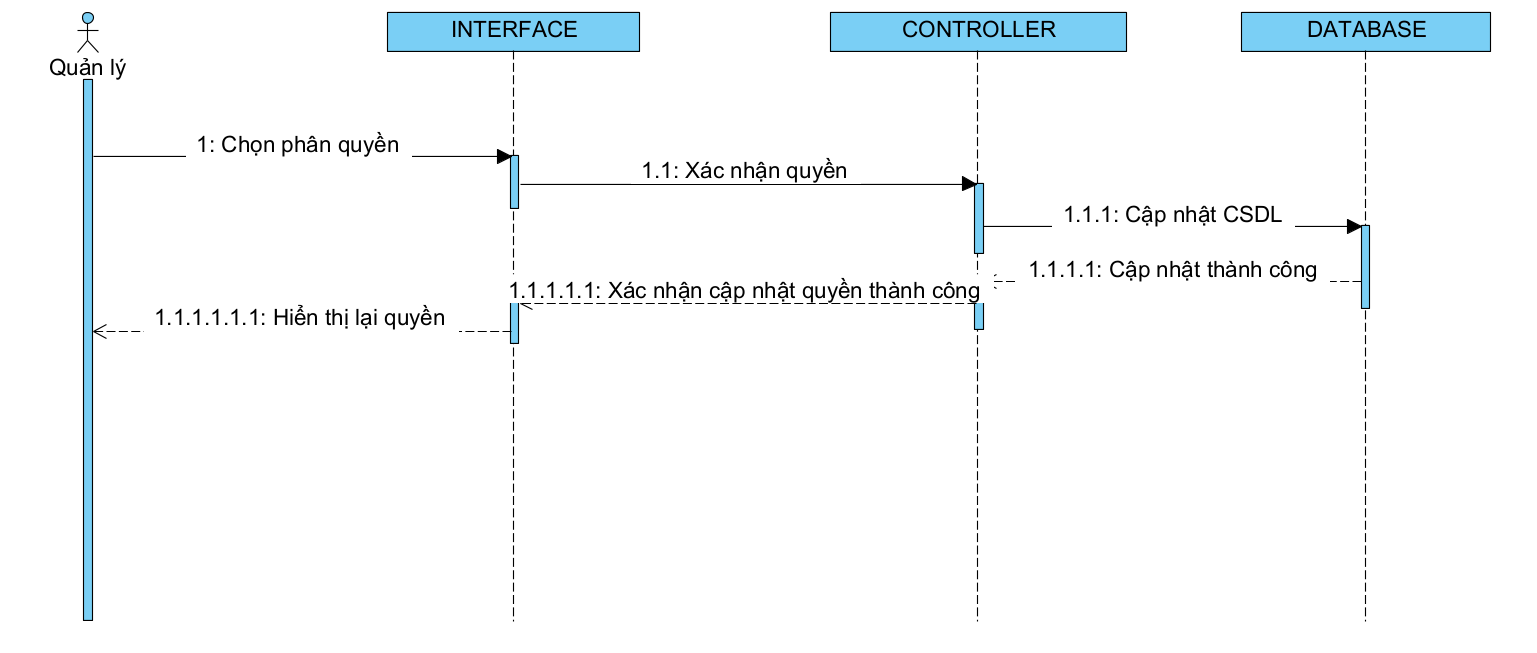 INTERFACE
CONTROLLER
DATABASE
Quản lý
1: Chọn phân quyền
1.1: Xác nhận quyền
1.1.1: Cập nhật CSDL
1.1.1.1: Cập nhật thành công
1.1.1.1.1: Xác nhận cập nhật quyền thành công
1.1.1.1.1.1: Hiển thị lại quyền